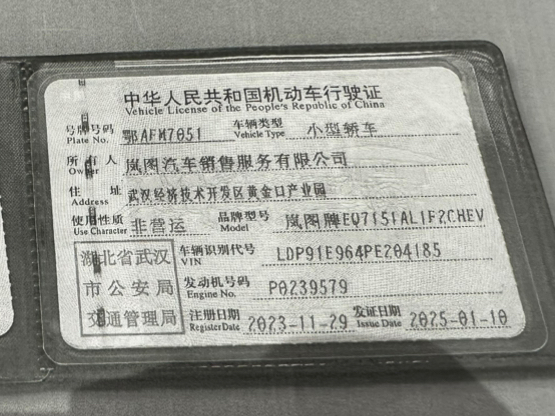 中华人民共和国机动车行驶证
Vehicle License of the People's Republic of China
号牌号码 Plate No. 鄂AFM7051 车辆类型 Vehicle Type 小型轿车
所有人 Owner 岚图汽车销售服务有限公司
住址 Address 武汉经济技术开发区黄金口产业园
使用性质 Use Character 非营运 品牌型号 Model 岚图牌EQ7151AL1F2CHEV
湖北省武汉市公安局交通管理局
车辆识别代号 VIN LDP91E964PE204185
发动机号码 Engine No. P0239579
注册日期 Register Date 2023-11-29 发证日期 Issue Date 2025-01-10